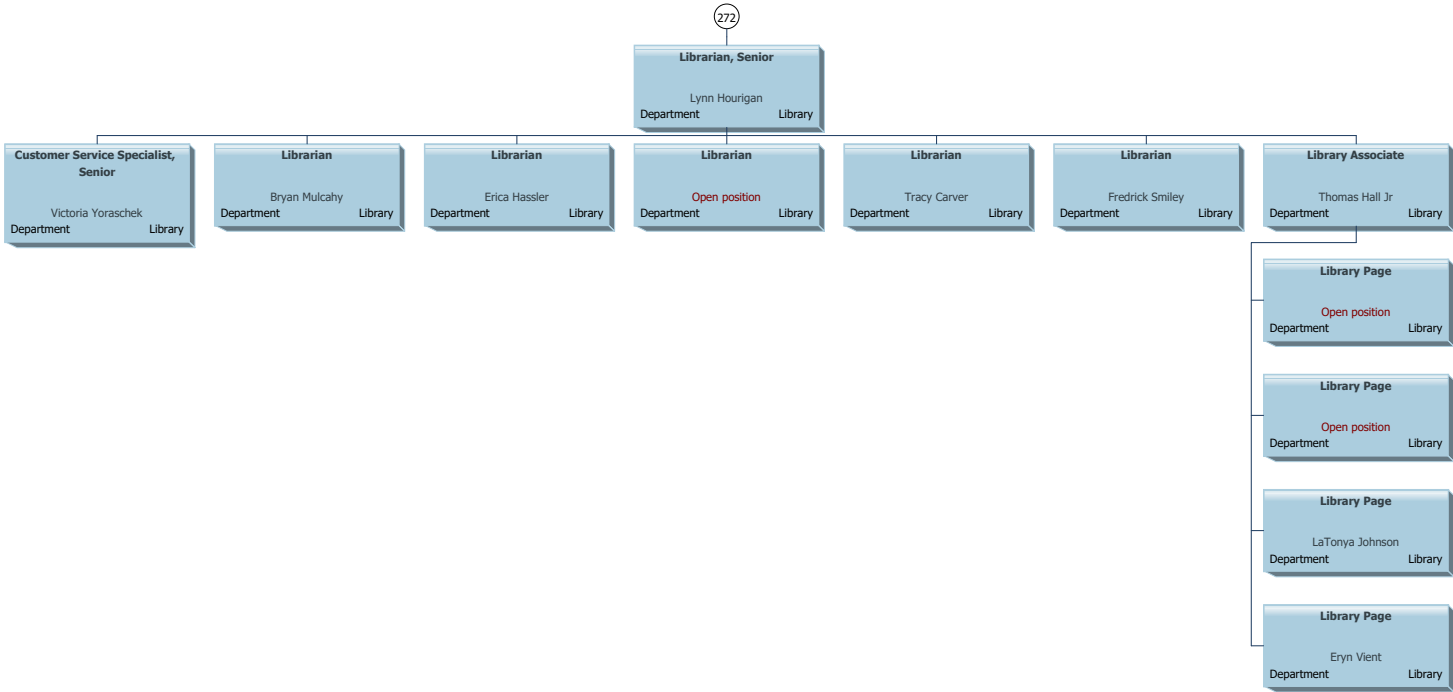 272
Librarian, Senior
Lynn Hourigan
Department Library
Customer Service Specialist,
Senior
Victoria Yoraschek
Department Library
Librarian
Bryan Mulcahy
Department Library
Librarian
Erica Hassler
Department Library
Librarian
Open position
Department Library
Librarian
Tracy Carver
Department Library
Librarian
Fredrick Smiley
Department Library
Library Associate
Thomas Hall Jr
Department Library
Library Page
Open position
Department Library
Library Page
Open position
Department Library
Library Page
LaTonya Johnson
Department Library
Library Page
Eryn Vient
Department Library